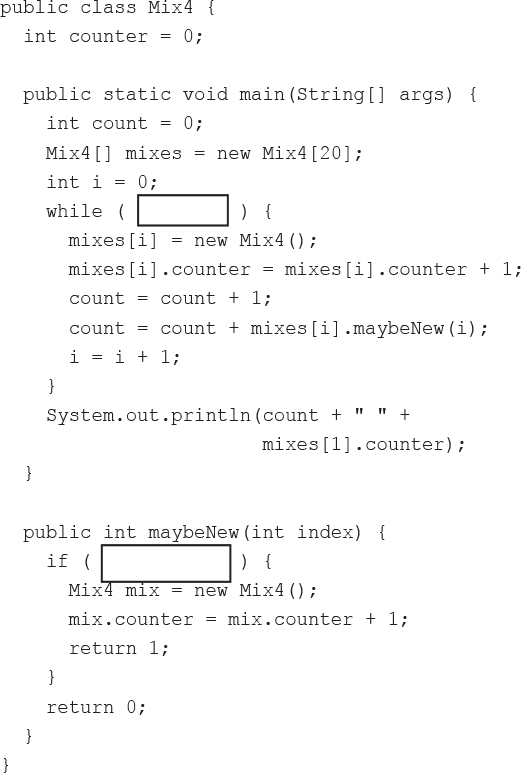 public class Mix4 {
  int counter = 0;

  public static void main(String[] args) {
    int count = 0;
    Mix4[] mixes = new Mix4[20];
    int i = 0;
    while (          ) {
      mixes[i] = new Mix4();
      mixes[i].counter = mixes[i].counter + 1;
      count = count + 1;
      count = count + mixes[i].maybeNew(i);
      i = i + 1;
    }
    System.out.println(count + " " +
                       mixes[1].counter);
  }

  public int maybeNew(int index) {
    if (             ) {
      Mix4 mix = new Mix4();
      mix.counter = mix.counter + 1;
      return 1;
    }
    return 0;
  }
}